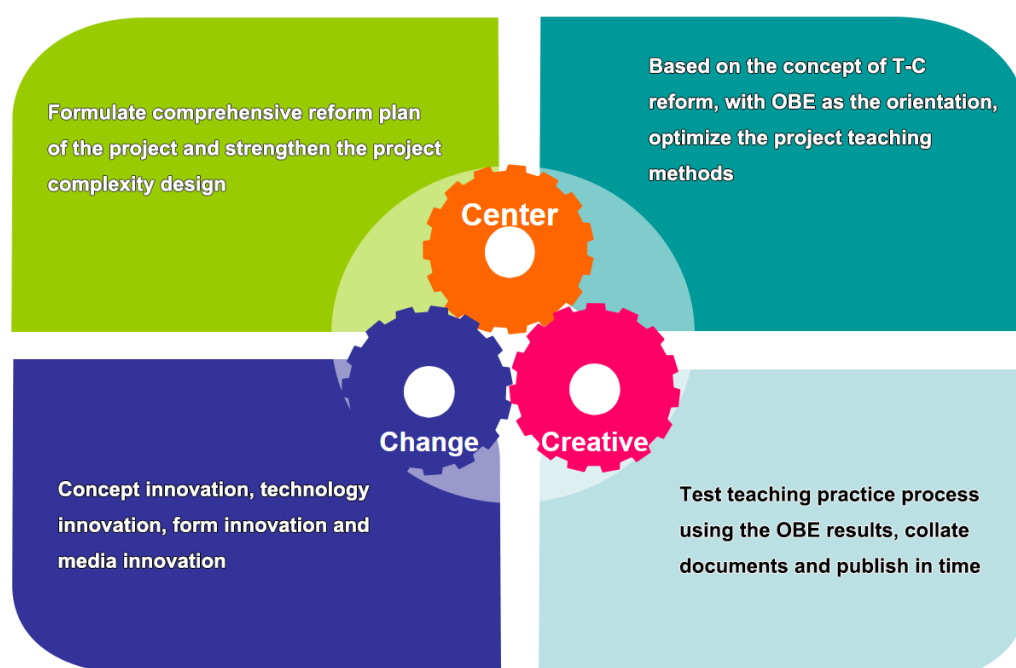 Formulate comprehensive reform plan
of the project and strengthen the project
complexity design
Based on the concept of T-C
reform, with OBE as the orientation,
optimize the project teaching
methods
Center
Change
Creative
Concept innovation, technology
innovation, form innovation and
media innovation
Test teaching practice process
using the OBE results, collate
documents and publish in time